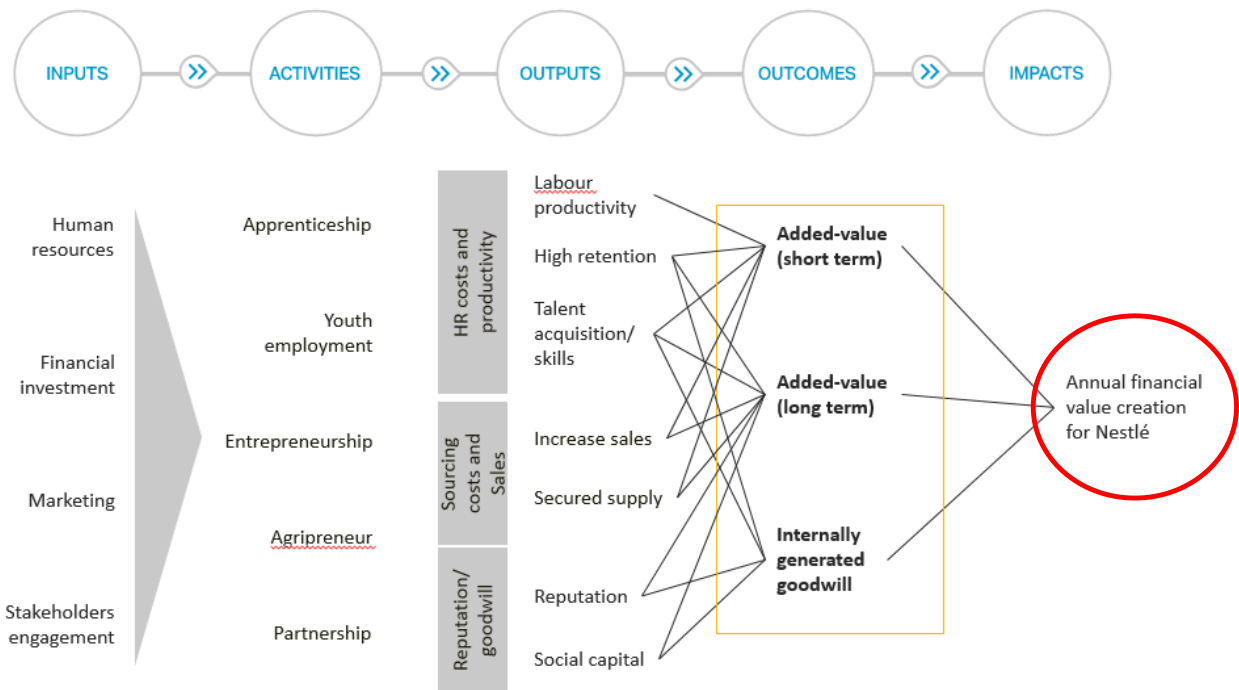 INPUTS
ACTIVITIES
OUTPUTS
OUTCOMES
IMPACTS
Human
resources
Financial
investment
Marketing
Stakeholders
engagement
Apprenticeship
Youth
employment
Entrepreneurship
Agripreneur
Partnership
HR costs and
productivity
Sourcing
costs and
Sales
Reputation/
goodwill
Labour
productivity
High retention
Talent
acquisition/
skills
Increase sales
Secured supply
Reputation
Social capital
Added-value
(short term)
Added-value
(long term)
Internally
generated
goodwill
Annual financial
value creation
for Nestlé